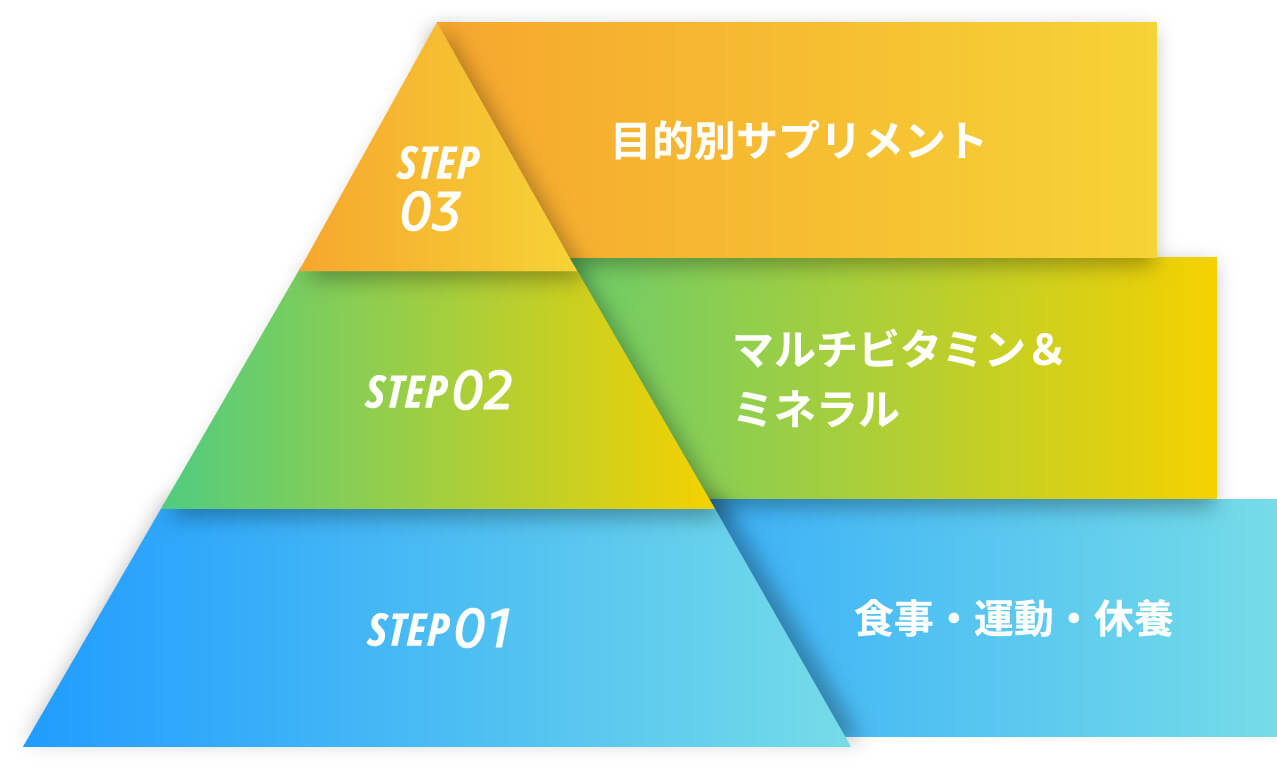 STEP
03
目的別サプリメント
STEP02
マルチビタミン＆
ミネラル
STEP01
食事・運動・休養